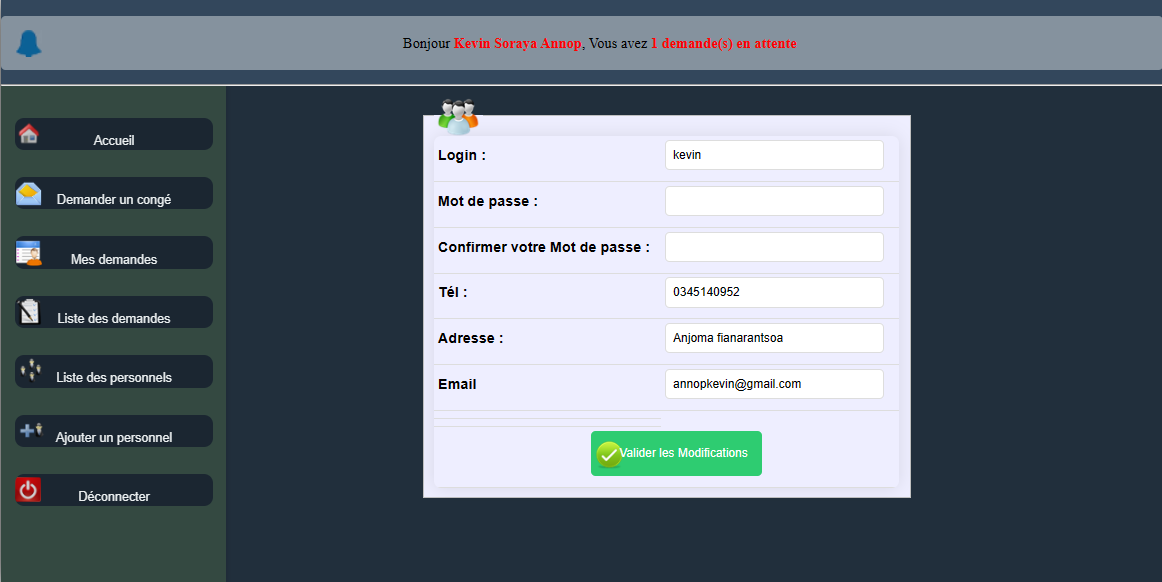 Bonjour Kevin Soraya Annop, Vous avez 1 demande(s) en attente
Accueil
Demander un congé
Mes demandes
Liste des demandes
Liste des personnels
Ajouter un personnel
Déconnecter
Login : kevin
Mot de passe :
Confirmer votre Mot de passe :
Tél : 0345140952
Adresse : Anjoma fianarantsoa
Email annopkevin@gmail.com
Valider les Modifications